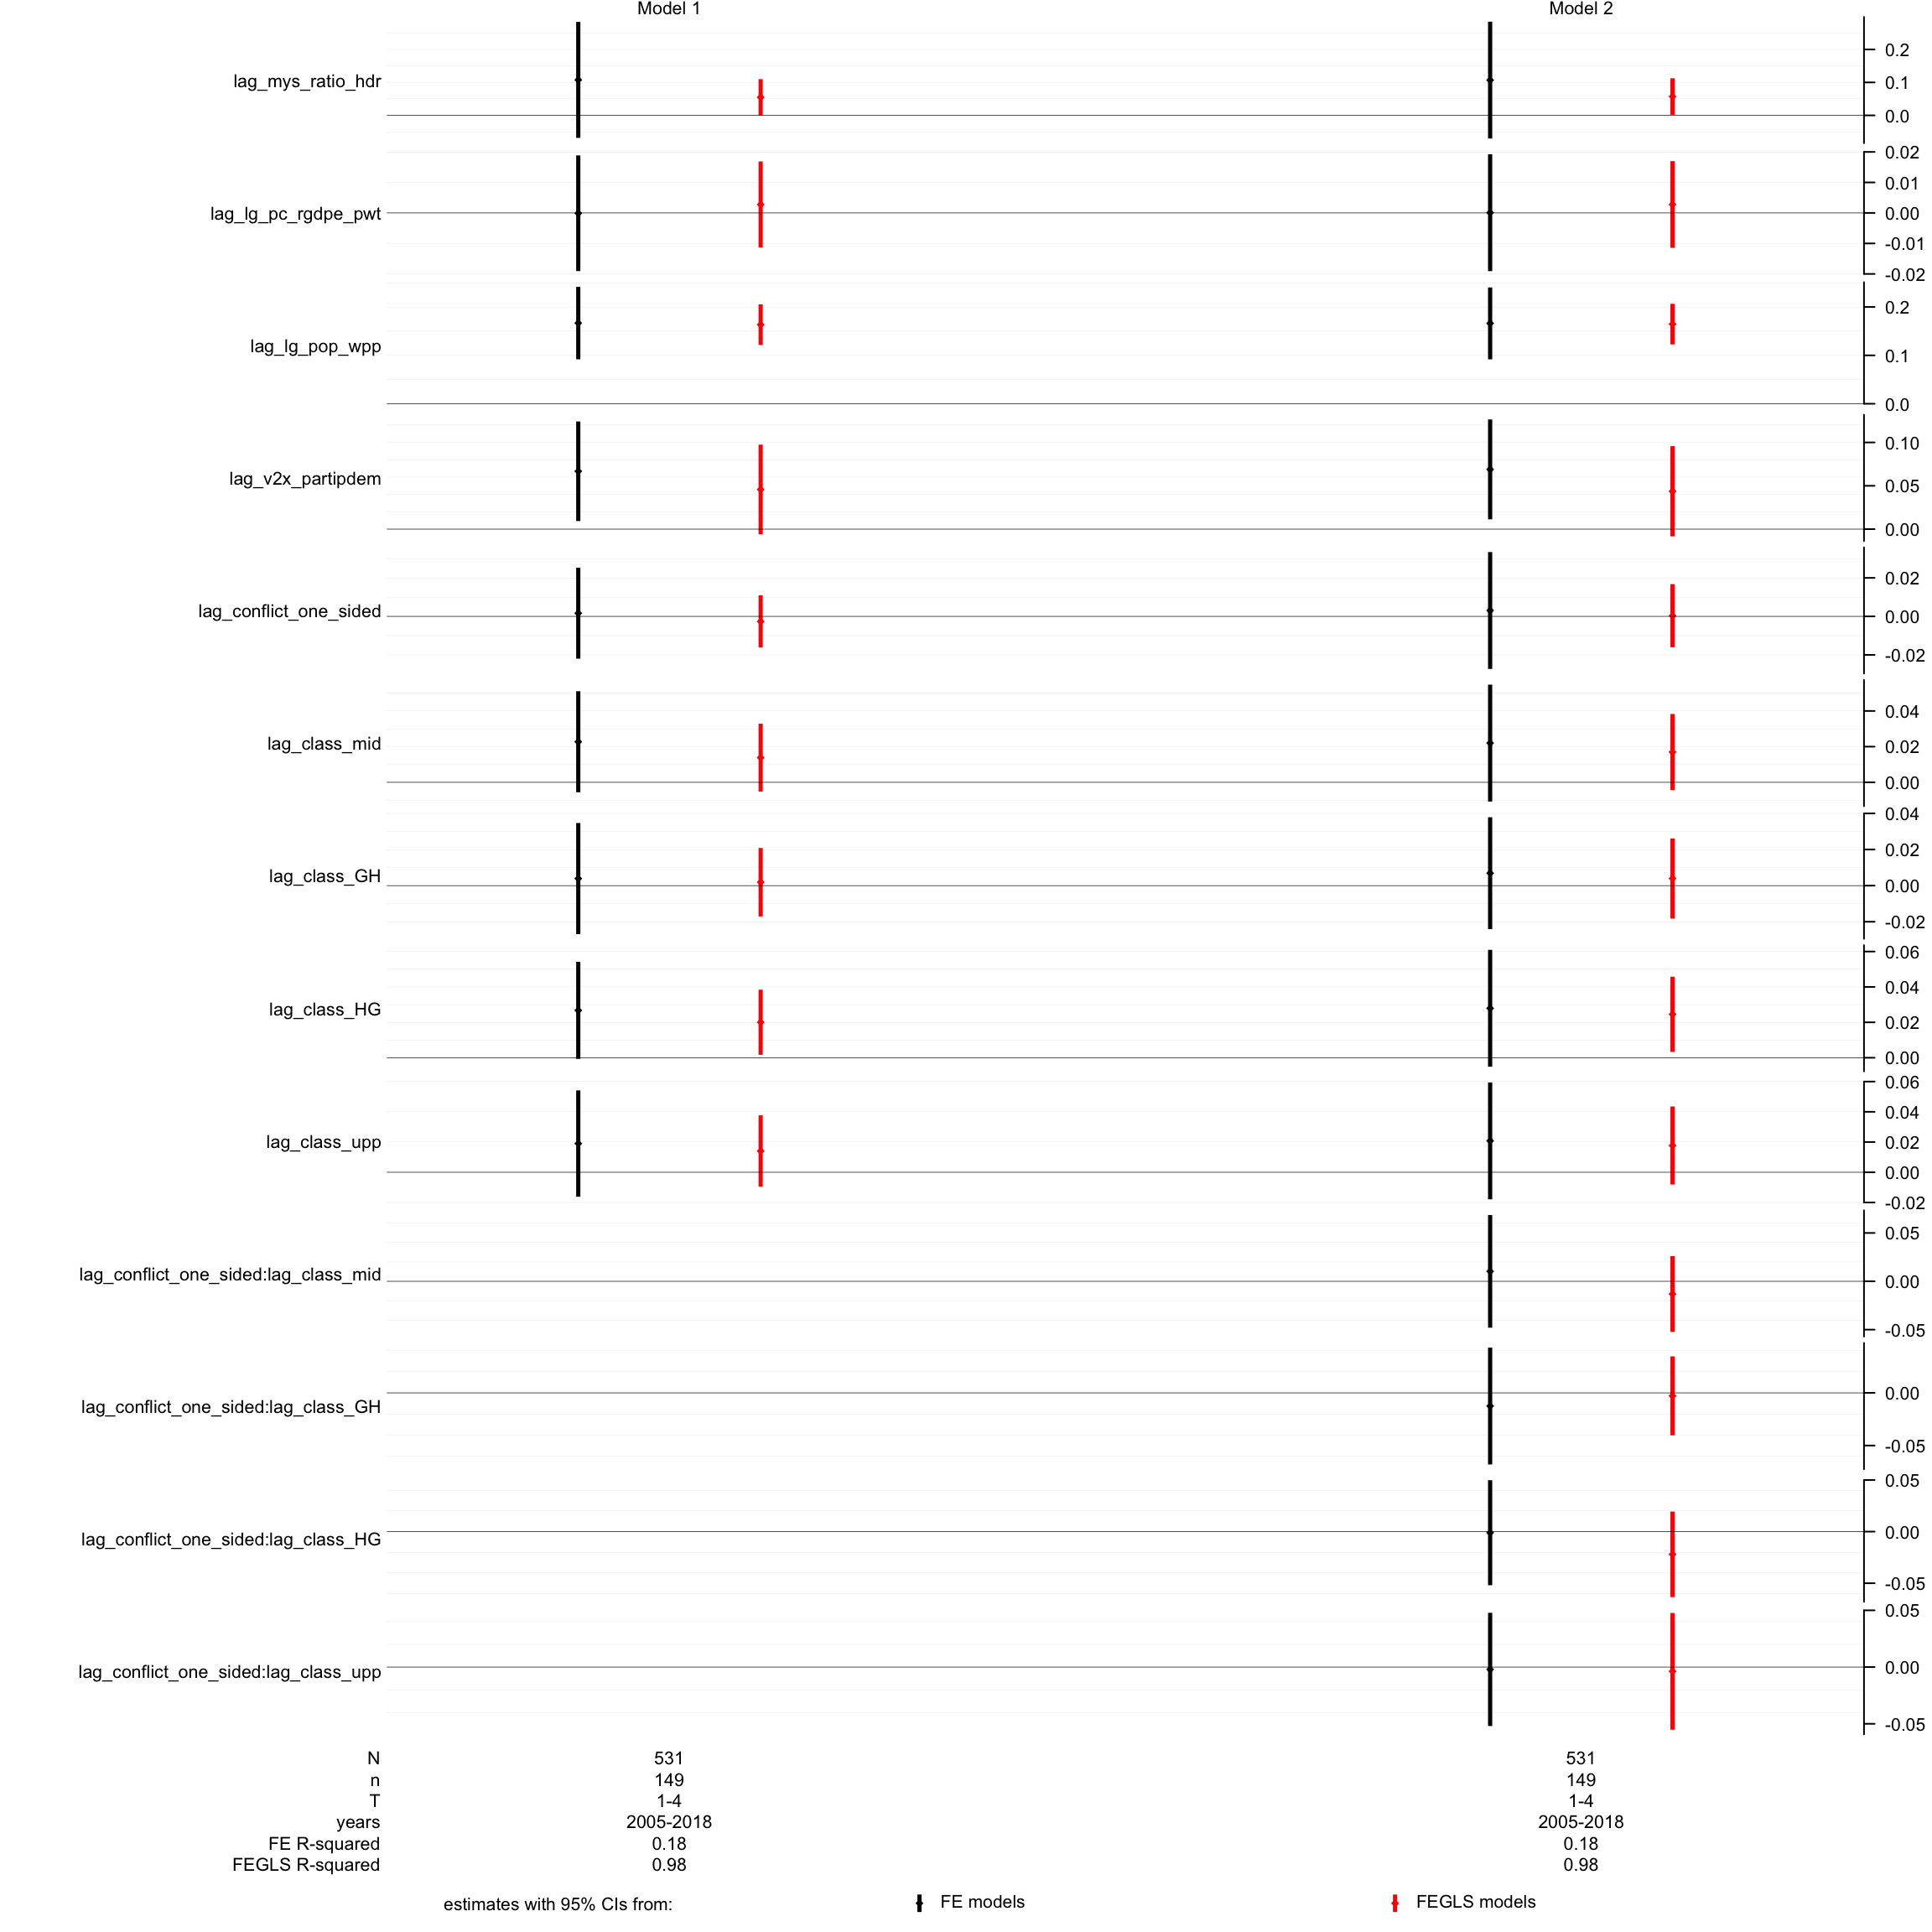 Model 1 Model 2
lag_mys_ratio_hdr
0.2
0.1
0.0
lag_lg_pc_rgdpe_pwt
0.02
0.01
0.00
-0.01
-0.02
lag_lg_pop_wpp
0.2
0.1
0.0
lag_v2x_partipdem
0.10
0.05
0.00
lag_conflict_one_sided
0.02
0.00
-0.02
lag_class_mid
0.04
0.02
0.00
lag_class_GH
0.04
0.02
0.00
-0.02
lag_class_HG
0.06
0.04
0.02
0.00
lag_class_upp
0.06
0.04
0.02
0.00
-0.02
lag_conflict_one_sided:lag_class_mid
0.05
0.00
-0.05
lag_conflict_one_sided:lag_class_GH
0.00
-0.05
lag_conflict_one_sided:lag_class_HG
0.05
0.00
-0.05
lag_conflict_one_sided:lag_class_upp
0.05
0.00
-0.05
N 531 531
n 149 149
T 1-4 1-4
years 2005-2018 2005-2018
FE R-squared 0.18 0.18
FEGLS R-squared 0.98 0.98
estimates with 95% CIs from: FE models FEGLS models